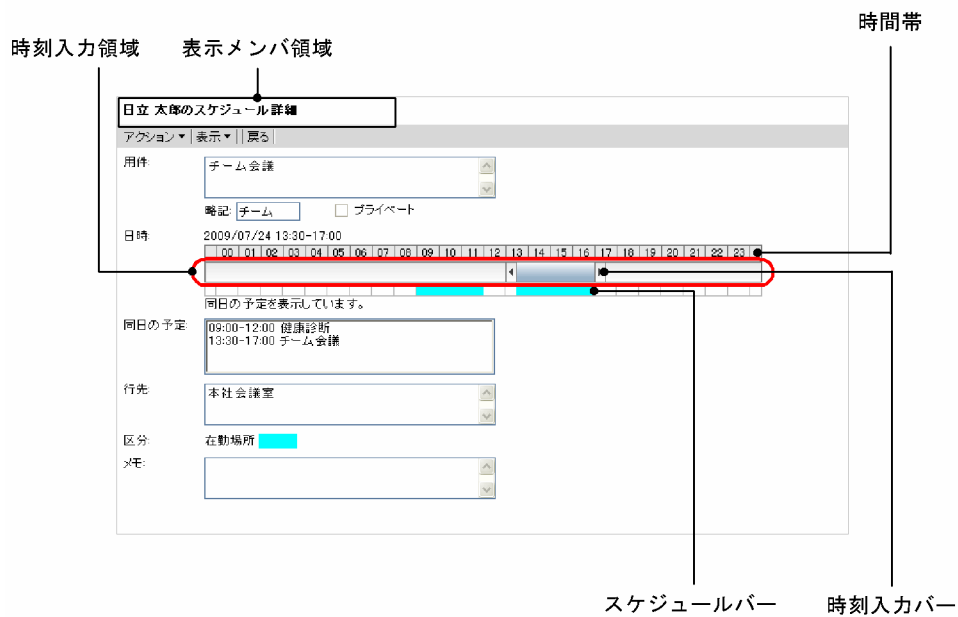 時間帯
時刻入力領域 表示メンバ領域
日立 太郎のスケジュール詳細
アクション▼ 表示▼ 戻る
用件:
チーム会議
略記: チーム プライベート
日時: 2009/07/24 13:30-17:00
00 01 02 03 04 05 06 07 08 09 10 11 12 13 14 15 16 17 18 19 20 21 22 23
同日の予定を表示しています。
同日の予定:
09:00-12:00 健康診断
13:30-17:00 チーム会議
行先:
本社会議室
区分: 在勤場所
メモ:
スケジュールバー 時刻入力バー